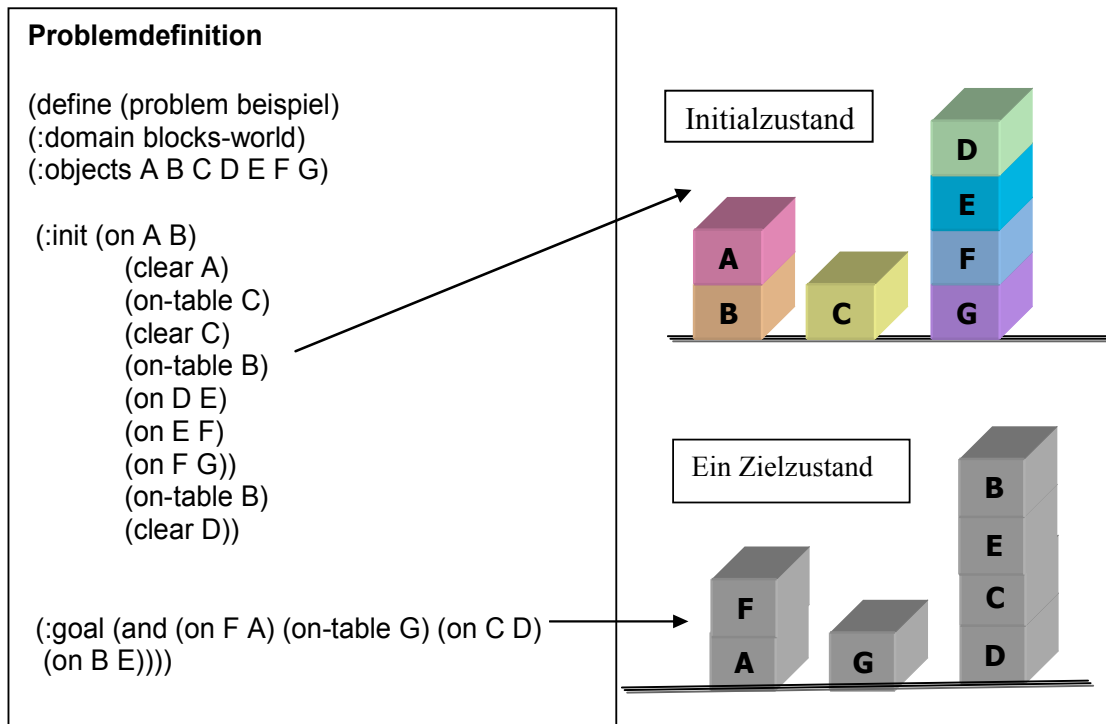 Problemdefinition
(define (problem beispiel)
(:domain blocks-world)
(:objects A B C D E F G)
(:init (on A B)
(clear A)
(on-table C)
(clear C)
(on-table B)
(on D E)
(on E F)
(on F G))
(on-table B)
(clear D))
(:goal (and (on F A) (on-table G) (on C D)
(on B E))))
Initialzustand
D
E
A
F
B
C
G
Ein Zielzustand
B
E
F
C
A
G
D